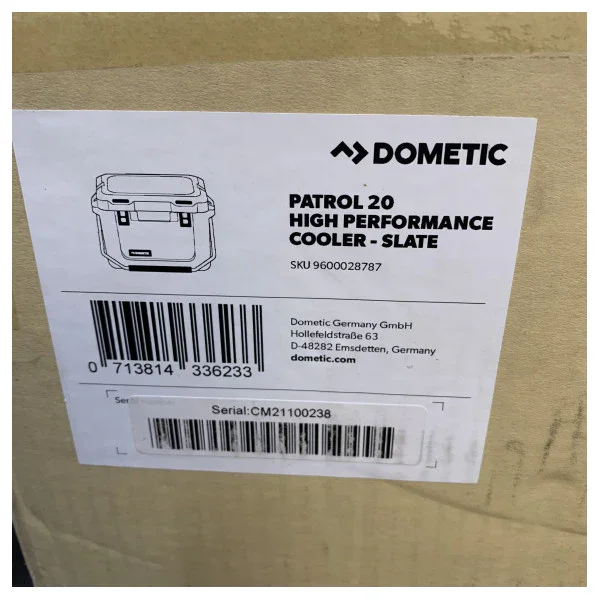 DOMETIC
PATROL 20
HIGH PERFORMANCE
COOLER - SLATE
SKU 9600028787
DOMETIC
Dometic Germany GmbH
Hollefeldstraße 63
D-48282 Emsdetten, Germany
dometic.com
0 713814 336233
Serial:CM21100238